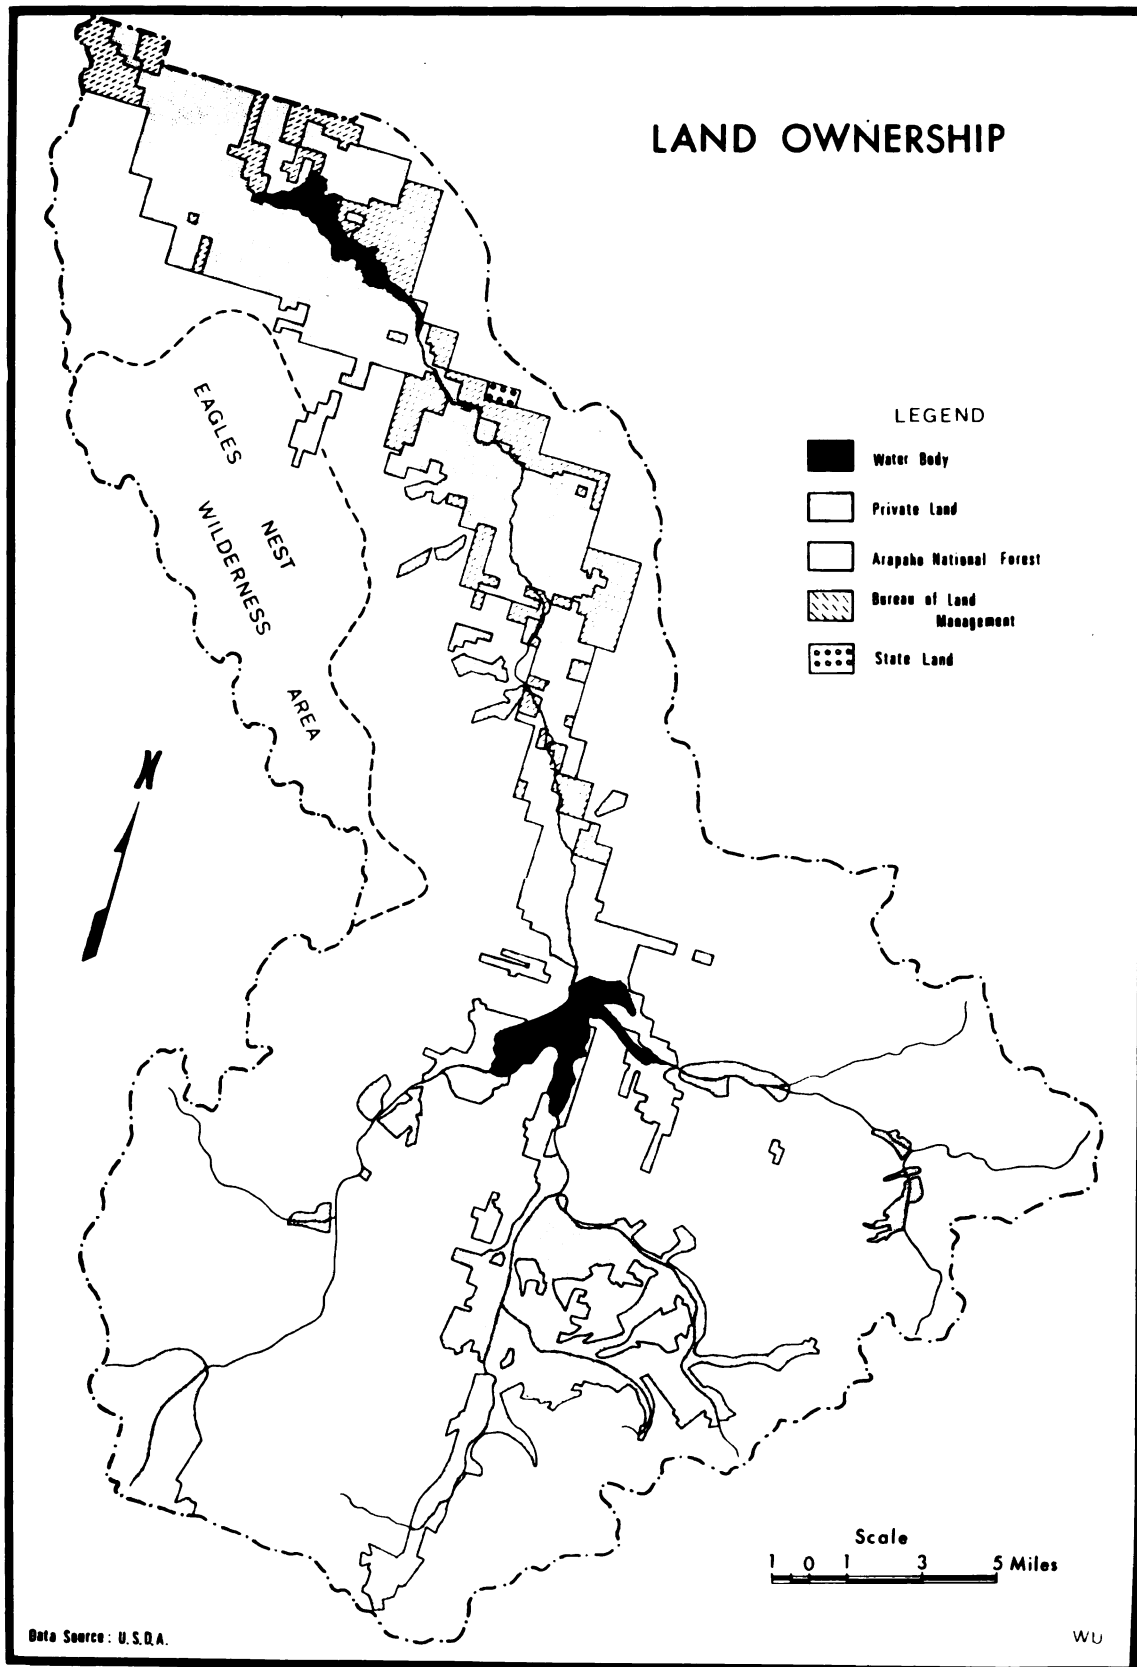 LAND OWNERSHIP
EAGLES
NEST
WILDERNESS
AREA
N
LEGEND
Water Body
Private Land
Arapaho National Forest
Bureau of Land
Management
State Land
Scale
1 0 1 3 5 Miles
Data Source: U.S.D.A.
WU